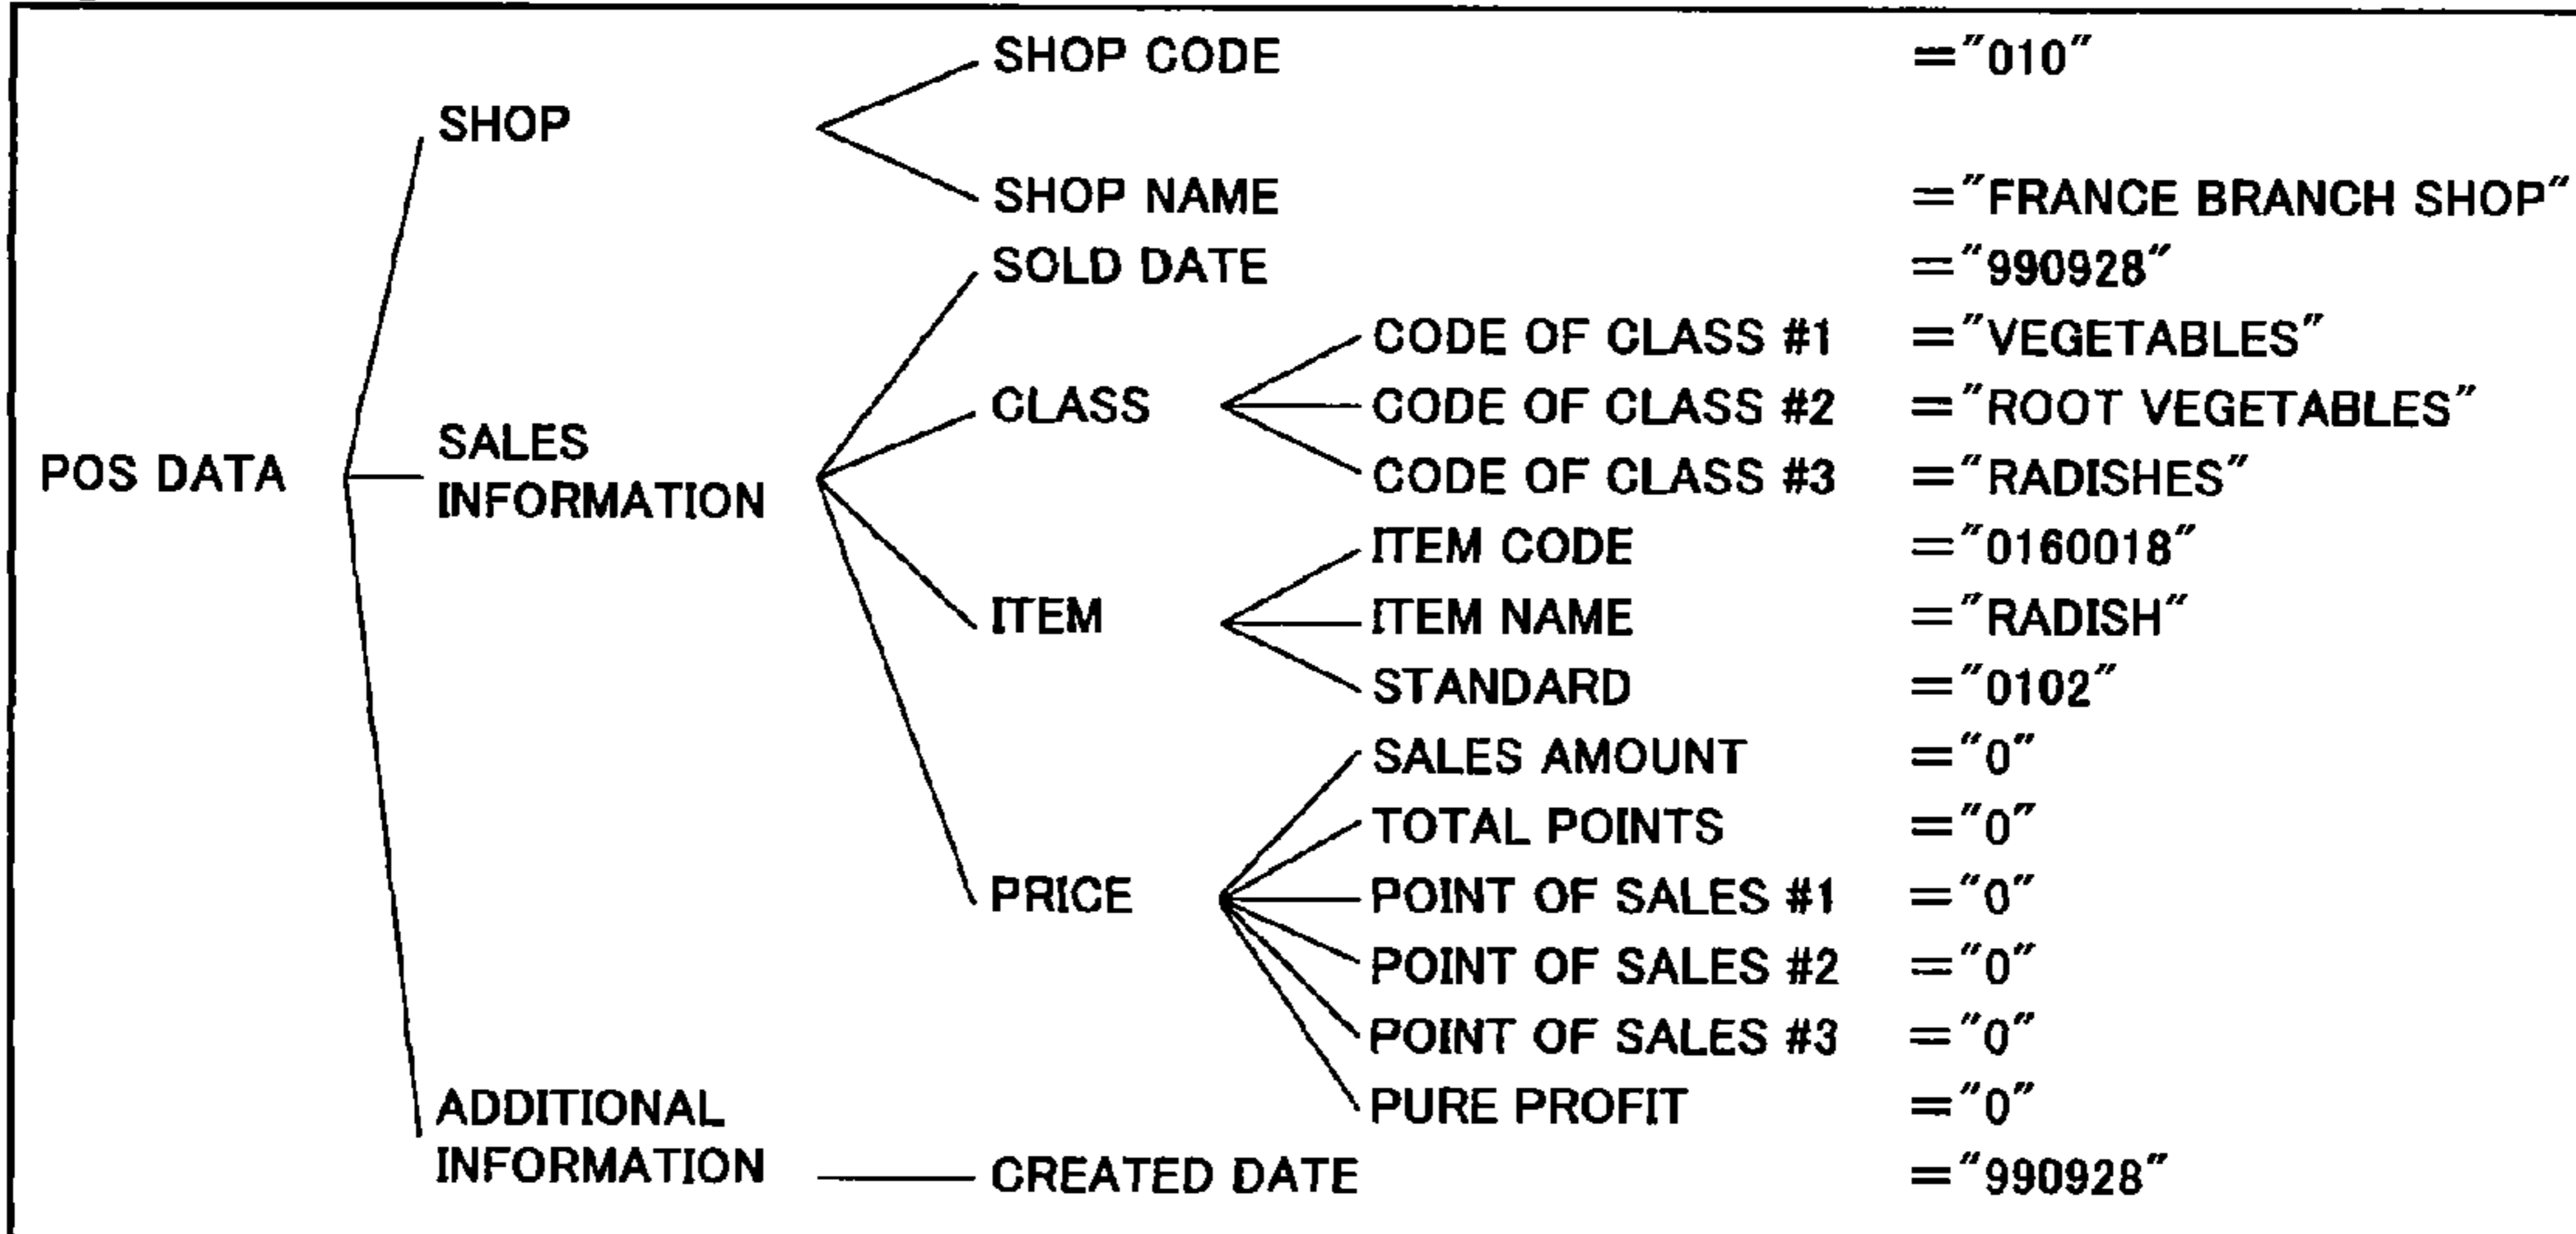 SHOP CODE ="010"
SHOP
SHOP NAME ="FRANCE BRANCH SHOP"
SOLD DATE ="990928"
CODE OF CLASS #1 ="VEGETABLES"
CLASS CODE OF CLASS #2 ="ROOT VEGETABLES"
SALES
POS DATA INFORMATION CODE OF CLASS #3 ="RADISHES"
ITEM CODE ="0160018"
ITEM ITEM NAME ="RADISH"
STANDARD ="0102"
SALES AMOUNT ="0"
TOTAL POINTS ="0"
PRICE POINT OF SALES #1 ="0"
POINT OF SALES #2 ="0"
POINT OF SALES #3 ="0"
ADDITIONAL PURE PROFIT ="0"
INFORMATION CREATED DATE ="990928"